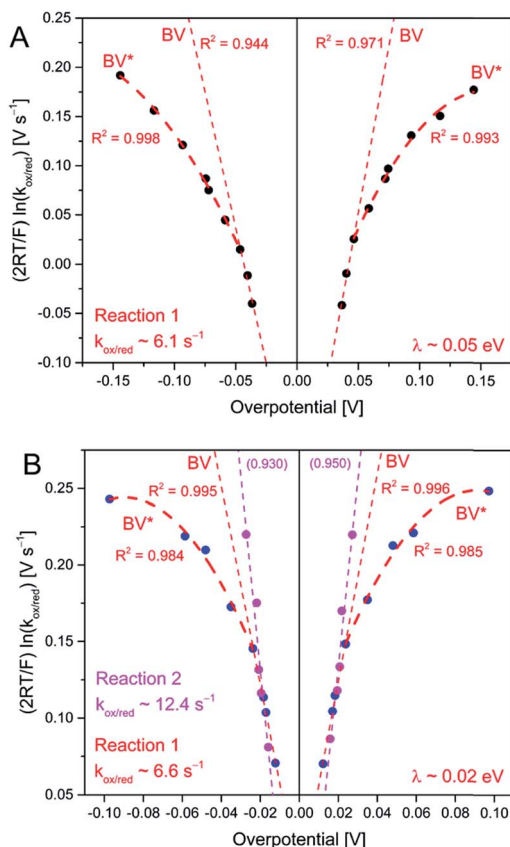 A
BV
R² = 0.944
BV*
R² = 0.998
R² = 0.971
BV
BV*
R² = 0.993
(2RT/F) ln(k_ox/red) [V s⁻¹]
0.25
0.20
0.15
0.10
0.05
0.00
-0.05
-0.10
Reaction 1
k_ox/red ~ 6.1 s⁻¹
λ ~ 0.05 eV
-0.15 -0.10 -0.05 0.00 0.05 0.10 0.15
Overpotential [V]
B
BV
(0.930)
(0.950)
BV
R² = 0.995
BV*
R² = 0.984
R² = 0.996
BV*
R² = 0.985
(2RT/F) ln(k_ox/red) [V s⁻¹]
0.25
0.20
0.15
0.10
0.05
Reaction 2
k_ox/red ~ 12.4 s⁻¹
Reaction 1
k_ox/red ~ 6.6 s⁻¹
λ ~ 0.02 eV
-0.10 -0.08 -0.06 -0.04 -0.02 0.00 0.02 0.04 0.06 0.08 0.10
Overpotential [V]